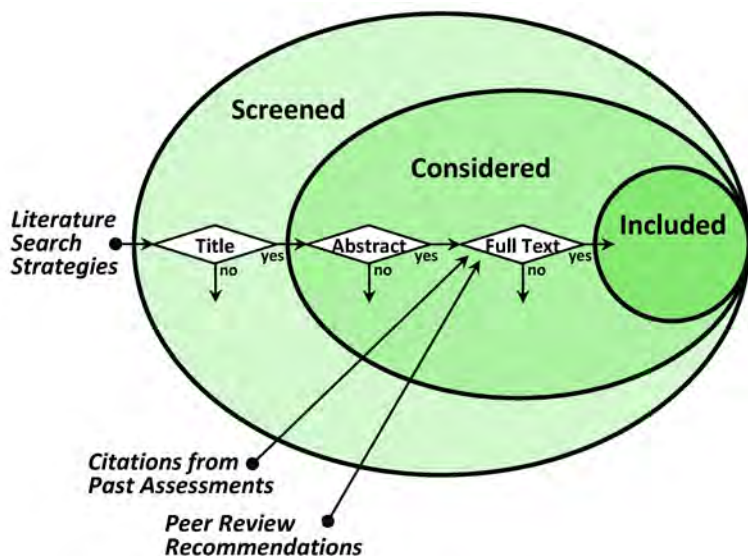 Screened
Considered
Included
Literature
Search
Strategies
Title
yes
no
Abstract
yes
no
Full Text
yes
no
Citations from
Past Assessments
Peer Review
Recommendations